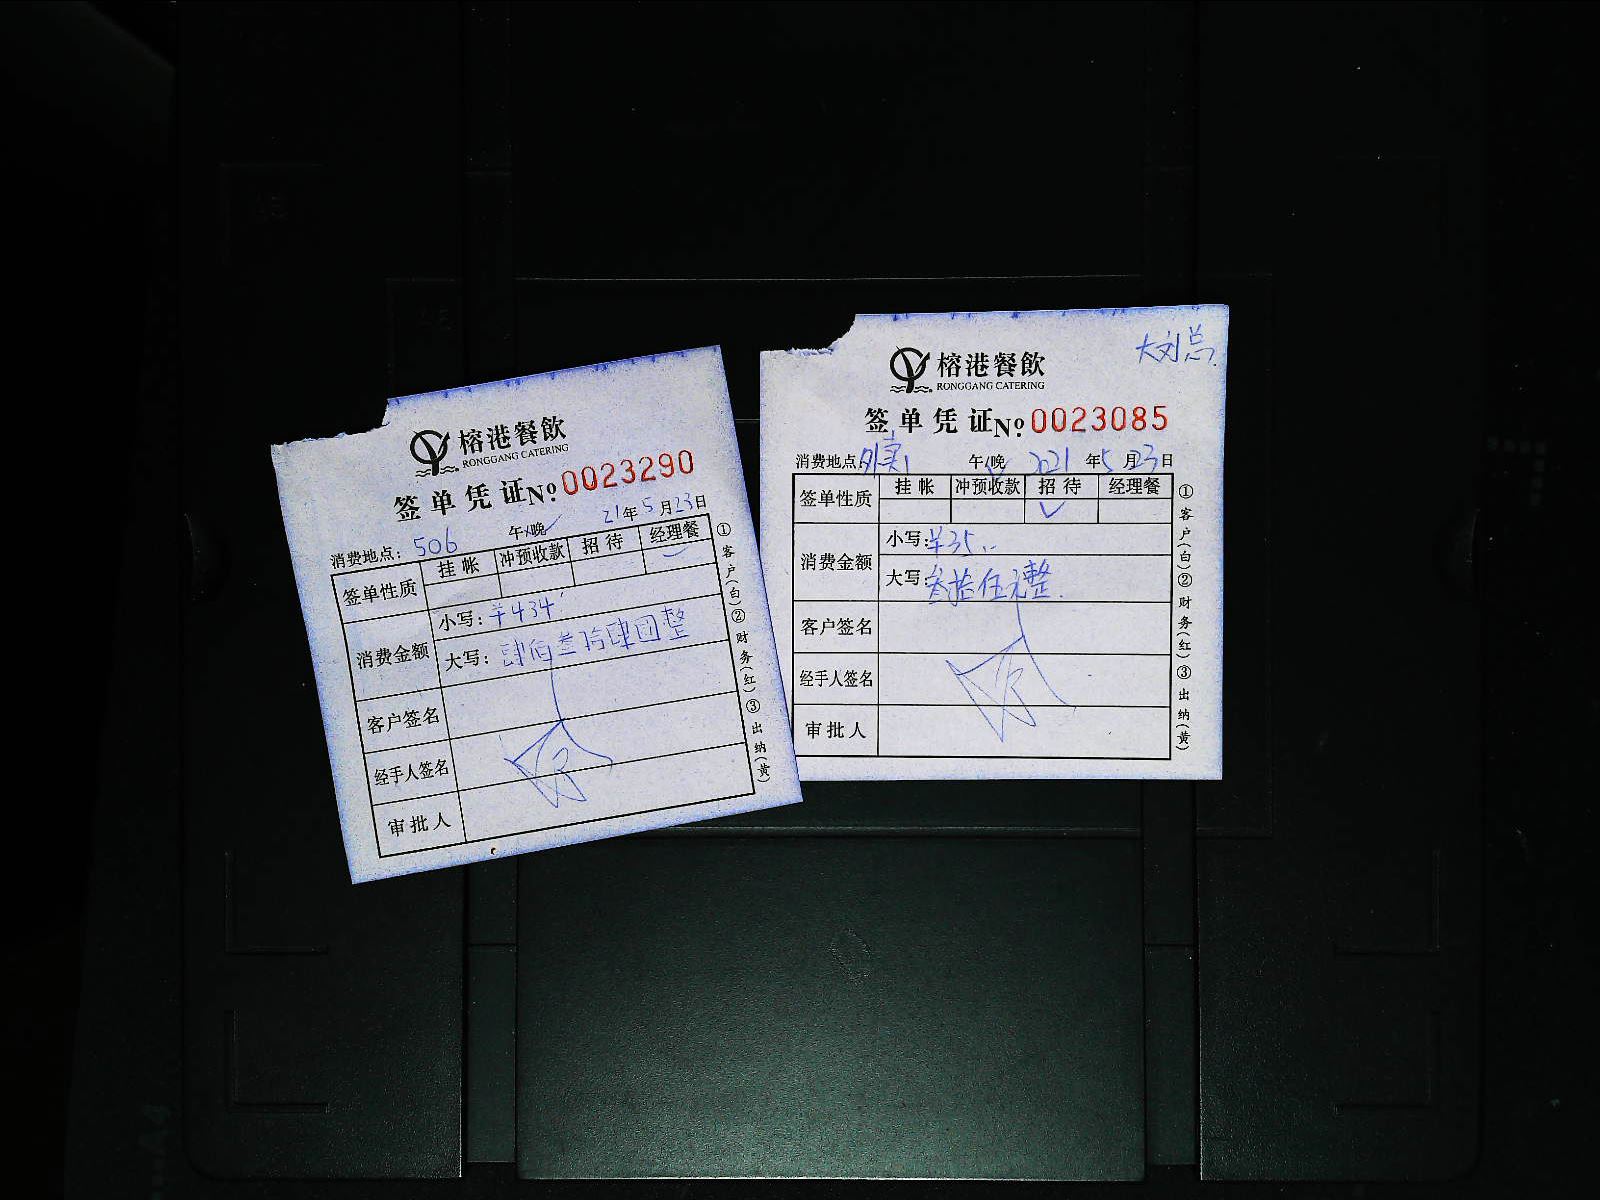 榕港餐飲
RONGGANG CATERING
签单凭证 № 0023290
消费地点: 506 午/晚 21年5月23日
签单性质 挂帐 冲预收款 招待 经理餐
消费金额 小写: ¥434
大写: 肆佰叁拾肆圆整
客户签名
经手人签名
审批人
①客户(白)②财务(红)③出纳(黄)
大刘总
榕港餐飲
RONGGANG CATERING
签单凭证 № 0023085
消费地点: 外卖 午/晚 2021年5月23日
签单性质 挂帐 冲预收款 招待 经理餐
消费金额 小写: ¥35
大写: 叁拾伍元整
客户签名
经手人签名
审批人
①客户(白)②财务(红)③出纳(黄)